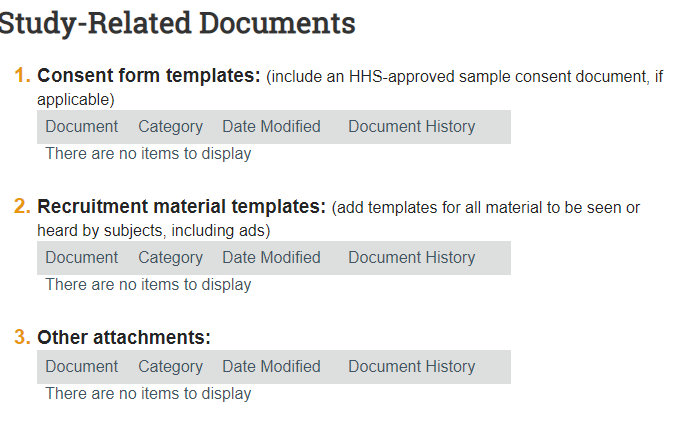 Study-Related Documents
1. Consent form templates: (include an HHS-approved sample consent document, if
applicable)
Document Category Date Modified Document History
There are no items to display
2. Recruitment material templates: (add templates for all material to be seen or
heard by subjects, including ads)
Document Category Date Modified Document History
There are no items to display
3. Other attachments:
Document Category Date Modified Document History
There are no items to display